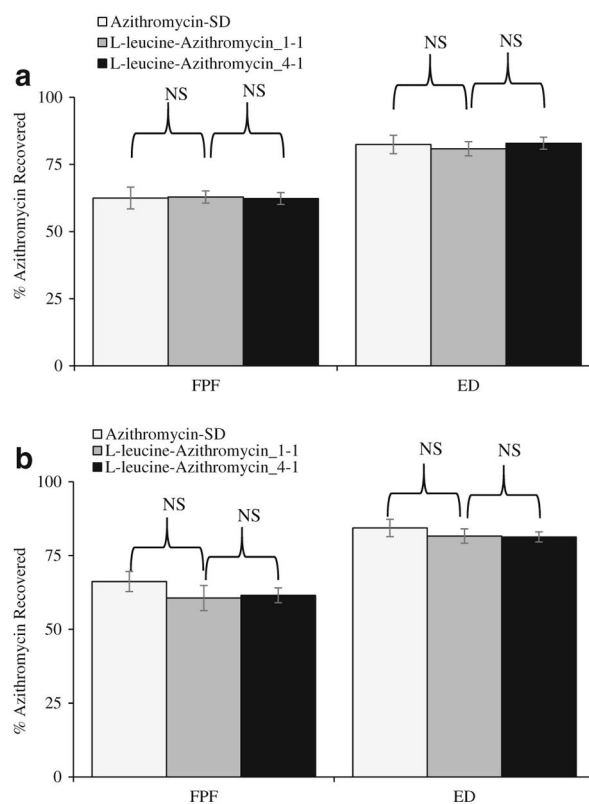 Azithromycin-SD
L-leucine-Azithromycin_1-1
L-leucine-Azithromycin_4-1
a
NS
NS
NS
NS
100
75
50
25
0
% Azithromycin Recovered
FPF
ED
Azithromycin-SD
L-leucine-Azithromycin_1-1
L-leucine-Azithromycin_4-1
b
NS
NS
NS
NS
100
75
50
25
0
% Azithromycin Recovered
FPF
ED